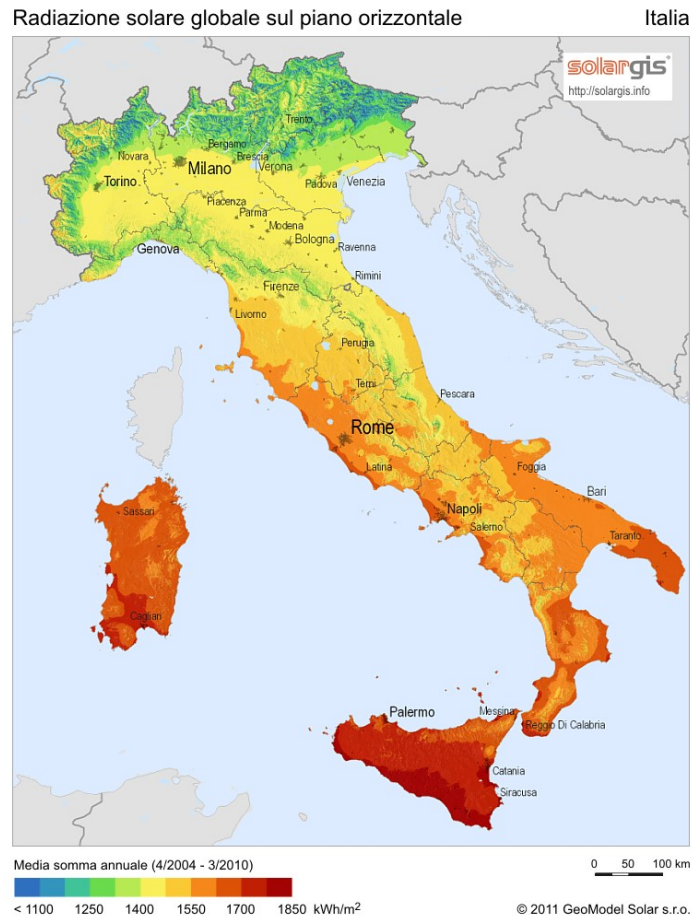 Radiazione solare globale sul piano orizzontale
Italia
solargis
http://solargis.info
Trento
Bergamo
Novara
Brescia
Milano
Verona
Torino
Padova
Venezia
Piacenza
Parma
Modena
Bologna
Genova
Ravenna
Rimini
Firenze
Livorno
Perugia
Terni
Pescara
Rome
Latina
Foggia
Bari
Sassari
Napoli
Salerno
Taranto
Cagliari
Palermo
Messina
Reggio Di Calabria
Catania
Siracusa
Media somma annuale (4/2004 - 3/2010)
0 50 100 km
< 1100 1250 1400 1550 1700 1850 kWh/m²
© 2011 GeoModel Solar s.r.o.